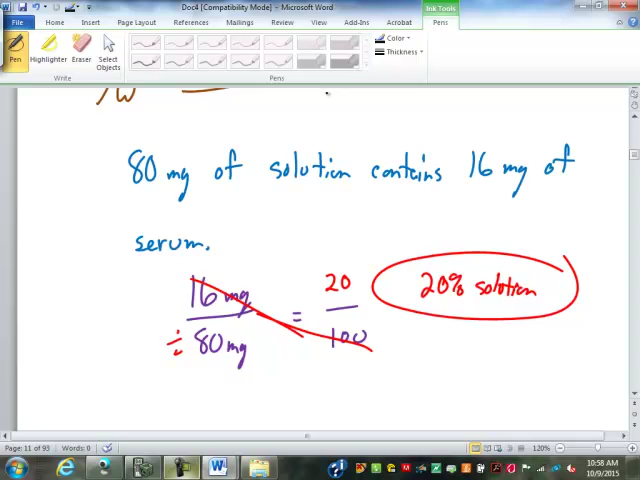 Doc4 [Compatibility Mode] - Microsoft Word
Ink Tools
File Home Insert Page Layout References Mailings Review View Add-Ins Acrobat Pens
Pen Highlighter Eraser Select Objects
Color
Thickness
Write Pens
80 mg of solution contains 16 mg of
serum.
16 mg
÷ 80 mg
=
20
100
20% solution
Page: 11 of 93 Words: 0 120%
10:58 AM
10/9/2015